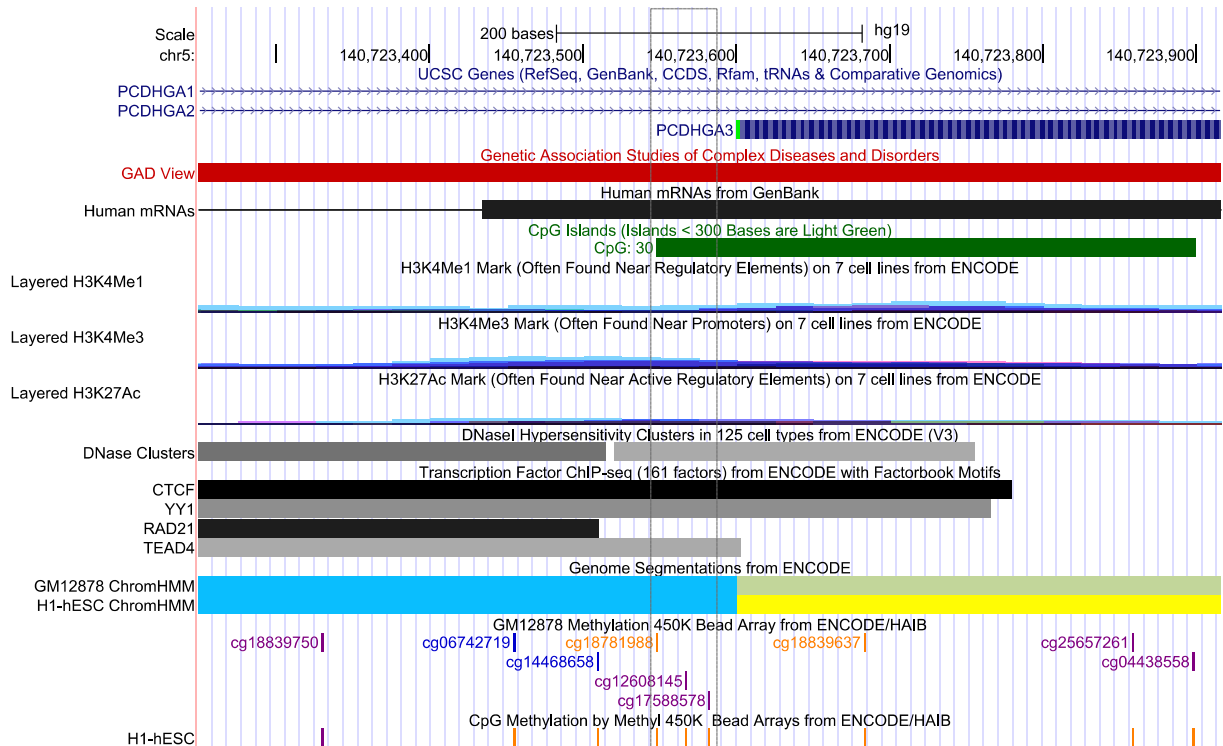 Scale 200 bases hg19
chr5: 140,723,400 140,723,500 140,723,600 140,723,700 140,723,800 140,723,900
UCSC Genes (RefSeq, GenBank, CCDS, Rfam, tRNAs & Comparative Genomics)
PCDHGA1
PCDHGA2
PCDHGA3
Genetic Association Studies of Complex Diseases and Disorders
GAD View
Human mRNAs from GenBank
Human mRNAs
CpG Islands (Islands < 300 Bases are Light Green)
CpG: 30
H3K4Me1 Mark (Often Found Near Regulatory Elements) on 7 cell lines from ENCODE
Layered H3K4Me1
H3K4Me3 Mark (Often Found Near Promoters) on 7 cell lines from ENCODE
Layered H3K4Me3
H3K27Ac Mark (Often Found Near Active Regulatory Elements) on 7 cell lines from ENCODE
Layered H3K27Ac
DNaseI Hypersensitivity Clusters in 125 cell types from ENCODE (V3)
DNase Clusters
Transcription Factor ChIP-seq (161 factors) from ENCODE with Factorbook Motifs
CTCF
YY1
RAD21
TEAD4
Genome Segmentations from ENCODE
GM12878 ChromHMM
H1-hESC ChromHMM
GM12878 Methylation 450K Bead Array from ENCODE/HAIB
cg18839750 cg06742719 cg18781988 cg18839637 cg25657261
cg14468658 cg04438558
cg12608145
cg17588578
CpG Methylation by Methyl 450K Bead Arrays from ENCODE/HAIB
H1-hESC